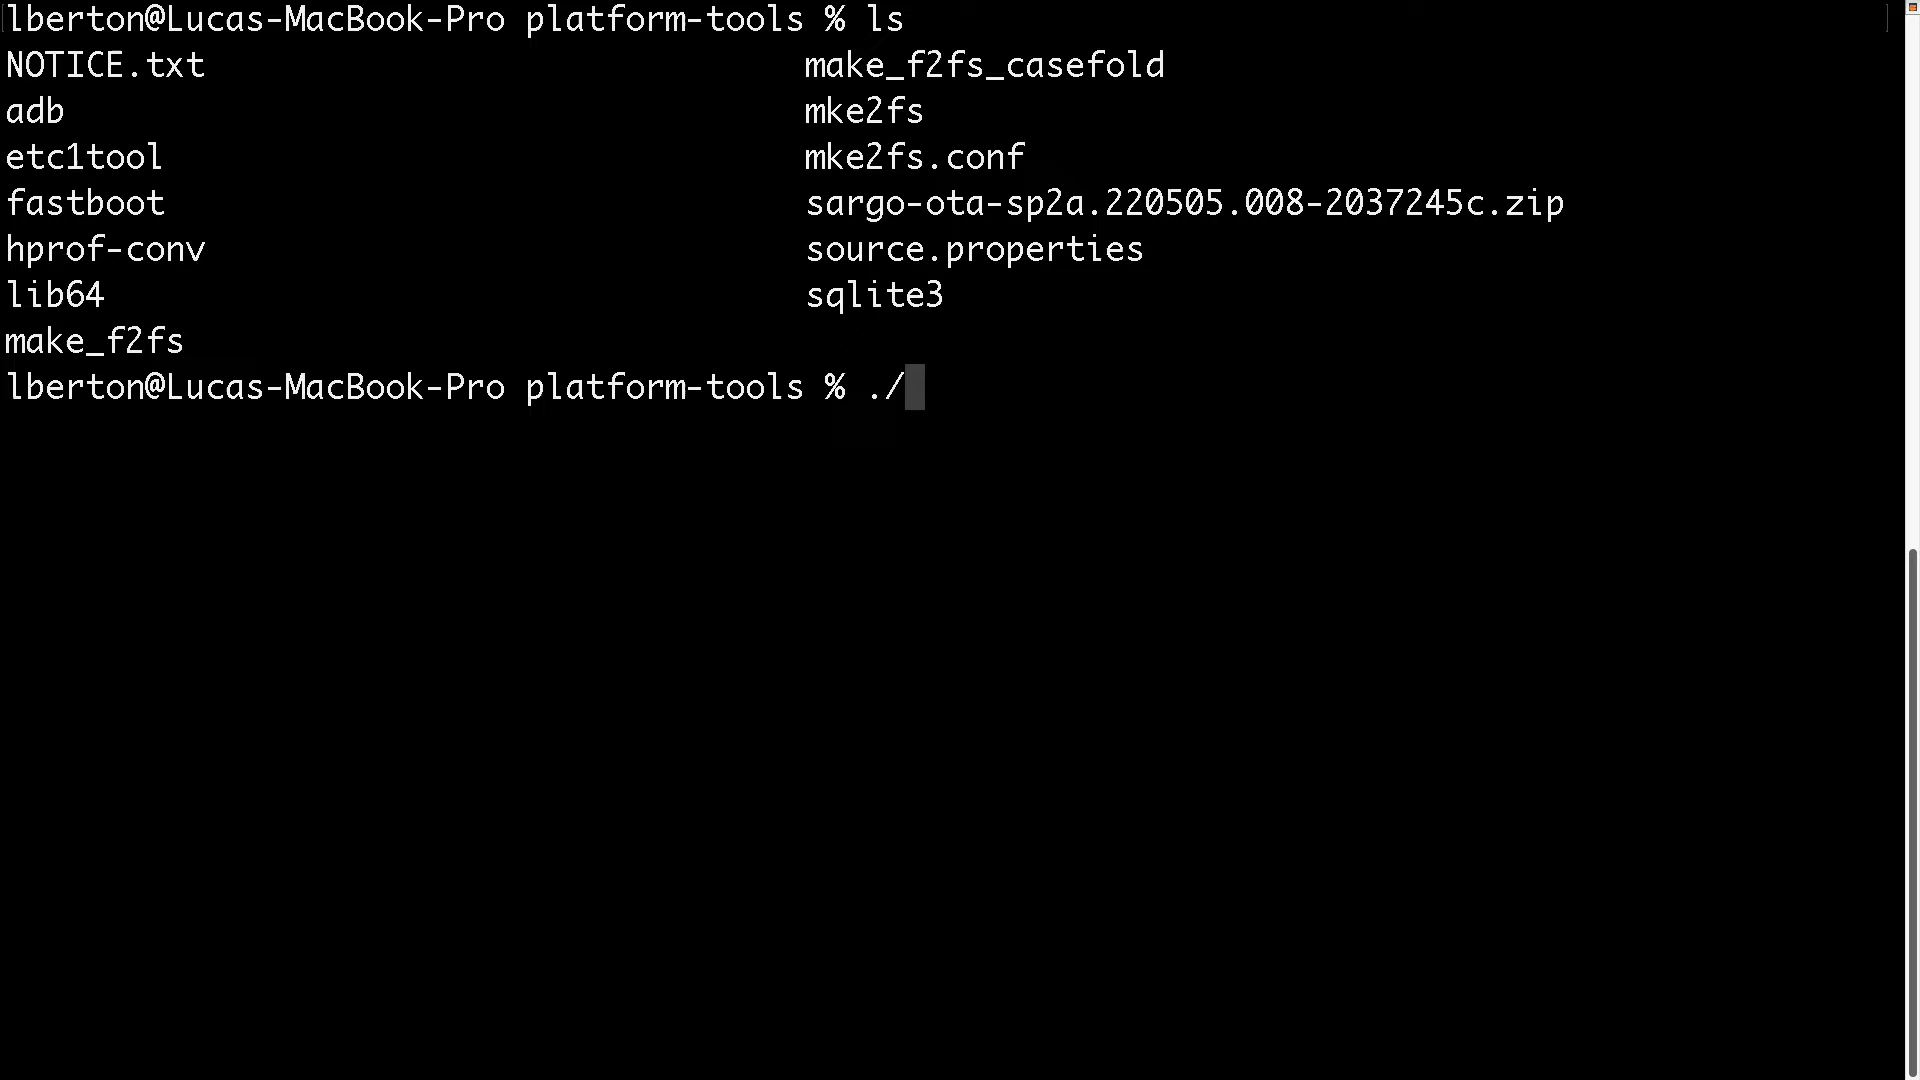 lberton@Lucas-MacBook-Pro platform-tools % ls
NOTICE.txt make_f2fs_casefold
adb mke2fs
etc1tool mke2fs.conf
fastboot sargo-ota-sp2a.220505.008-2037245c.zip
hprof-conv source.properties
lib64 sqlite3
make_f2fs
lberton@Lucas-MacBook-Pro platform-tools % ./